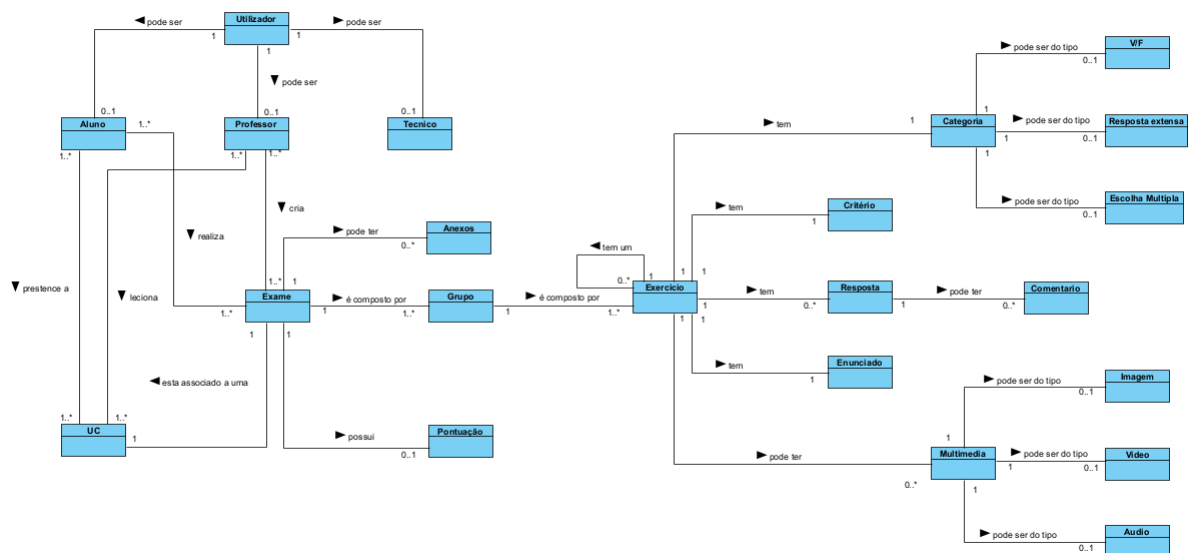 Utilizador
pode ser
pode ser
1
1
1
pode ser
0..1
0..1
0..1
Aluno
Professor
Tecnico
1..*
1..*
1..*
1..*
cria
realiza
prestence a
leciona
pode ter
0..*
Anexos
1..*
1
Exame
1..*
1
é composto por
1..*
Grupo
1
é composto por
1..*
1
1
esta associado a uma
1..*
1..*
UC
1
possui
0..1
Pontuação
tem um
0..*
1
Exercício
1
1
1
1
1
tem
1
Categoria
1
pode ser do tipo
0..1
V/F
1
pode ser do tipo
0..1
Resposta extensa
1
pode ser do tipo
0..1
Escolha Multipla
tem
1
Critério
tem
0..*
Resposta
1
pode ter
0..*
Comentario
tem
1
Enunciado
pode ter
0..*
Multimedia
1
pode ser do tipo
0..1
Imagem
1
pode ser do tipo
0..1
Video
1
pode ser do tipo
0..1
Audio